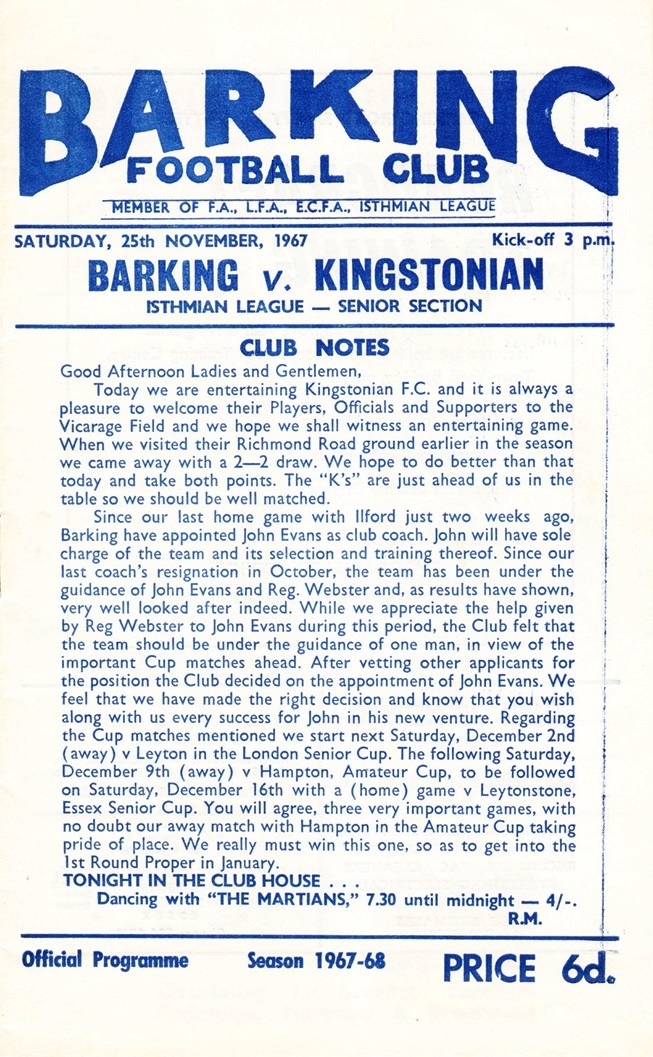 BARKING
FOOTBALL CLUB
MEMBER OF F.A., L.F.A., E.C.F.A., ISTHMIAN LEAGUE
SATURDAY, 25th NOVEMBER, 1967 Kick-off 3 p.m.
BARKING v. KINGSTONIAN
ISTHMIAN LEAGUE — SENIOR SECTION
CLUB NOTES
Good Afternoon Ladies and Gentlemen,
Today we are entertaining Kingstonian F.C. and it is always a
pleasure to welcome their Players, Officials and Supporters to the
Vicarage Field and we hope we shall witness an entertaining game.
When we visited their Richmond Road ground earlier in the season
we came away with a 2—2 draw. We hope to do better than that
today and take both points. The "K's" are just ahead of us in the
table so we should be well matched.
Since our last home game with Ilford just two weeks ago,
Barking have appointed John Evans as club coach. John will have sole
charge of the team and its selection and training thereof. Since our
last coach's resignation in October, the team has been under the
guidance of John Evans and Reg. Webster and, as results have shown,
very well looked after indeed. While we appreciate the help given
by Reg Webster to John Evans during this period, the Club felt that
the team should be under the guidance of one man, in view of the
important Cup matches ahead. After vetting other applicants for
the position the Club decided on the appointment of John Evans. We
feel that we have made the right decision and know that you wish
along with us every success for John in his new venture. Regarding
the Cup matches mentioned we start next Saturday, December 2nd
(away) v Leyton in the London Senior Cup. The following Saturday,
December 9th (away) v Hampton, Amateur Cup, to be followed
on Saturday, December 16th with a (home) game v Leytonstone,
Essex Senior Cup. You will agree, three very important games, with
no doubt our away match with Hampton in the Amateur Cup taking
pride of place. We really must win this one, so as to get into the
1st Round Proper in January.
TONIGHT IN THE CLUB HOUSE . . .
Dancing with "THE MARTIANS," 7.30 until midnight — 4/-.
R.M.
Official Programme Season 1967-68 PRICE 6d.